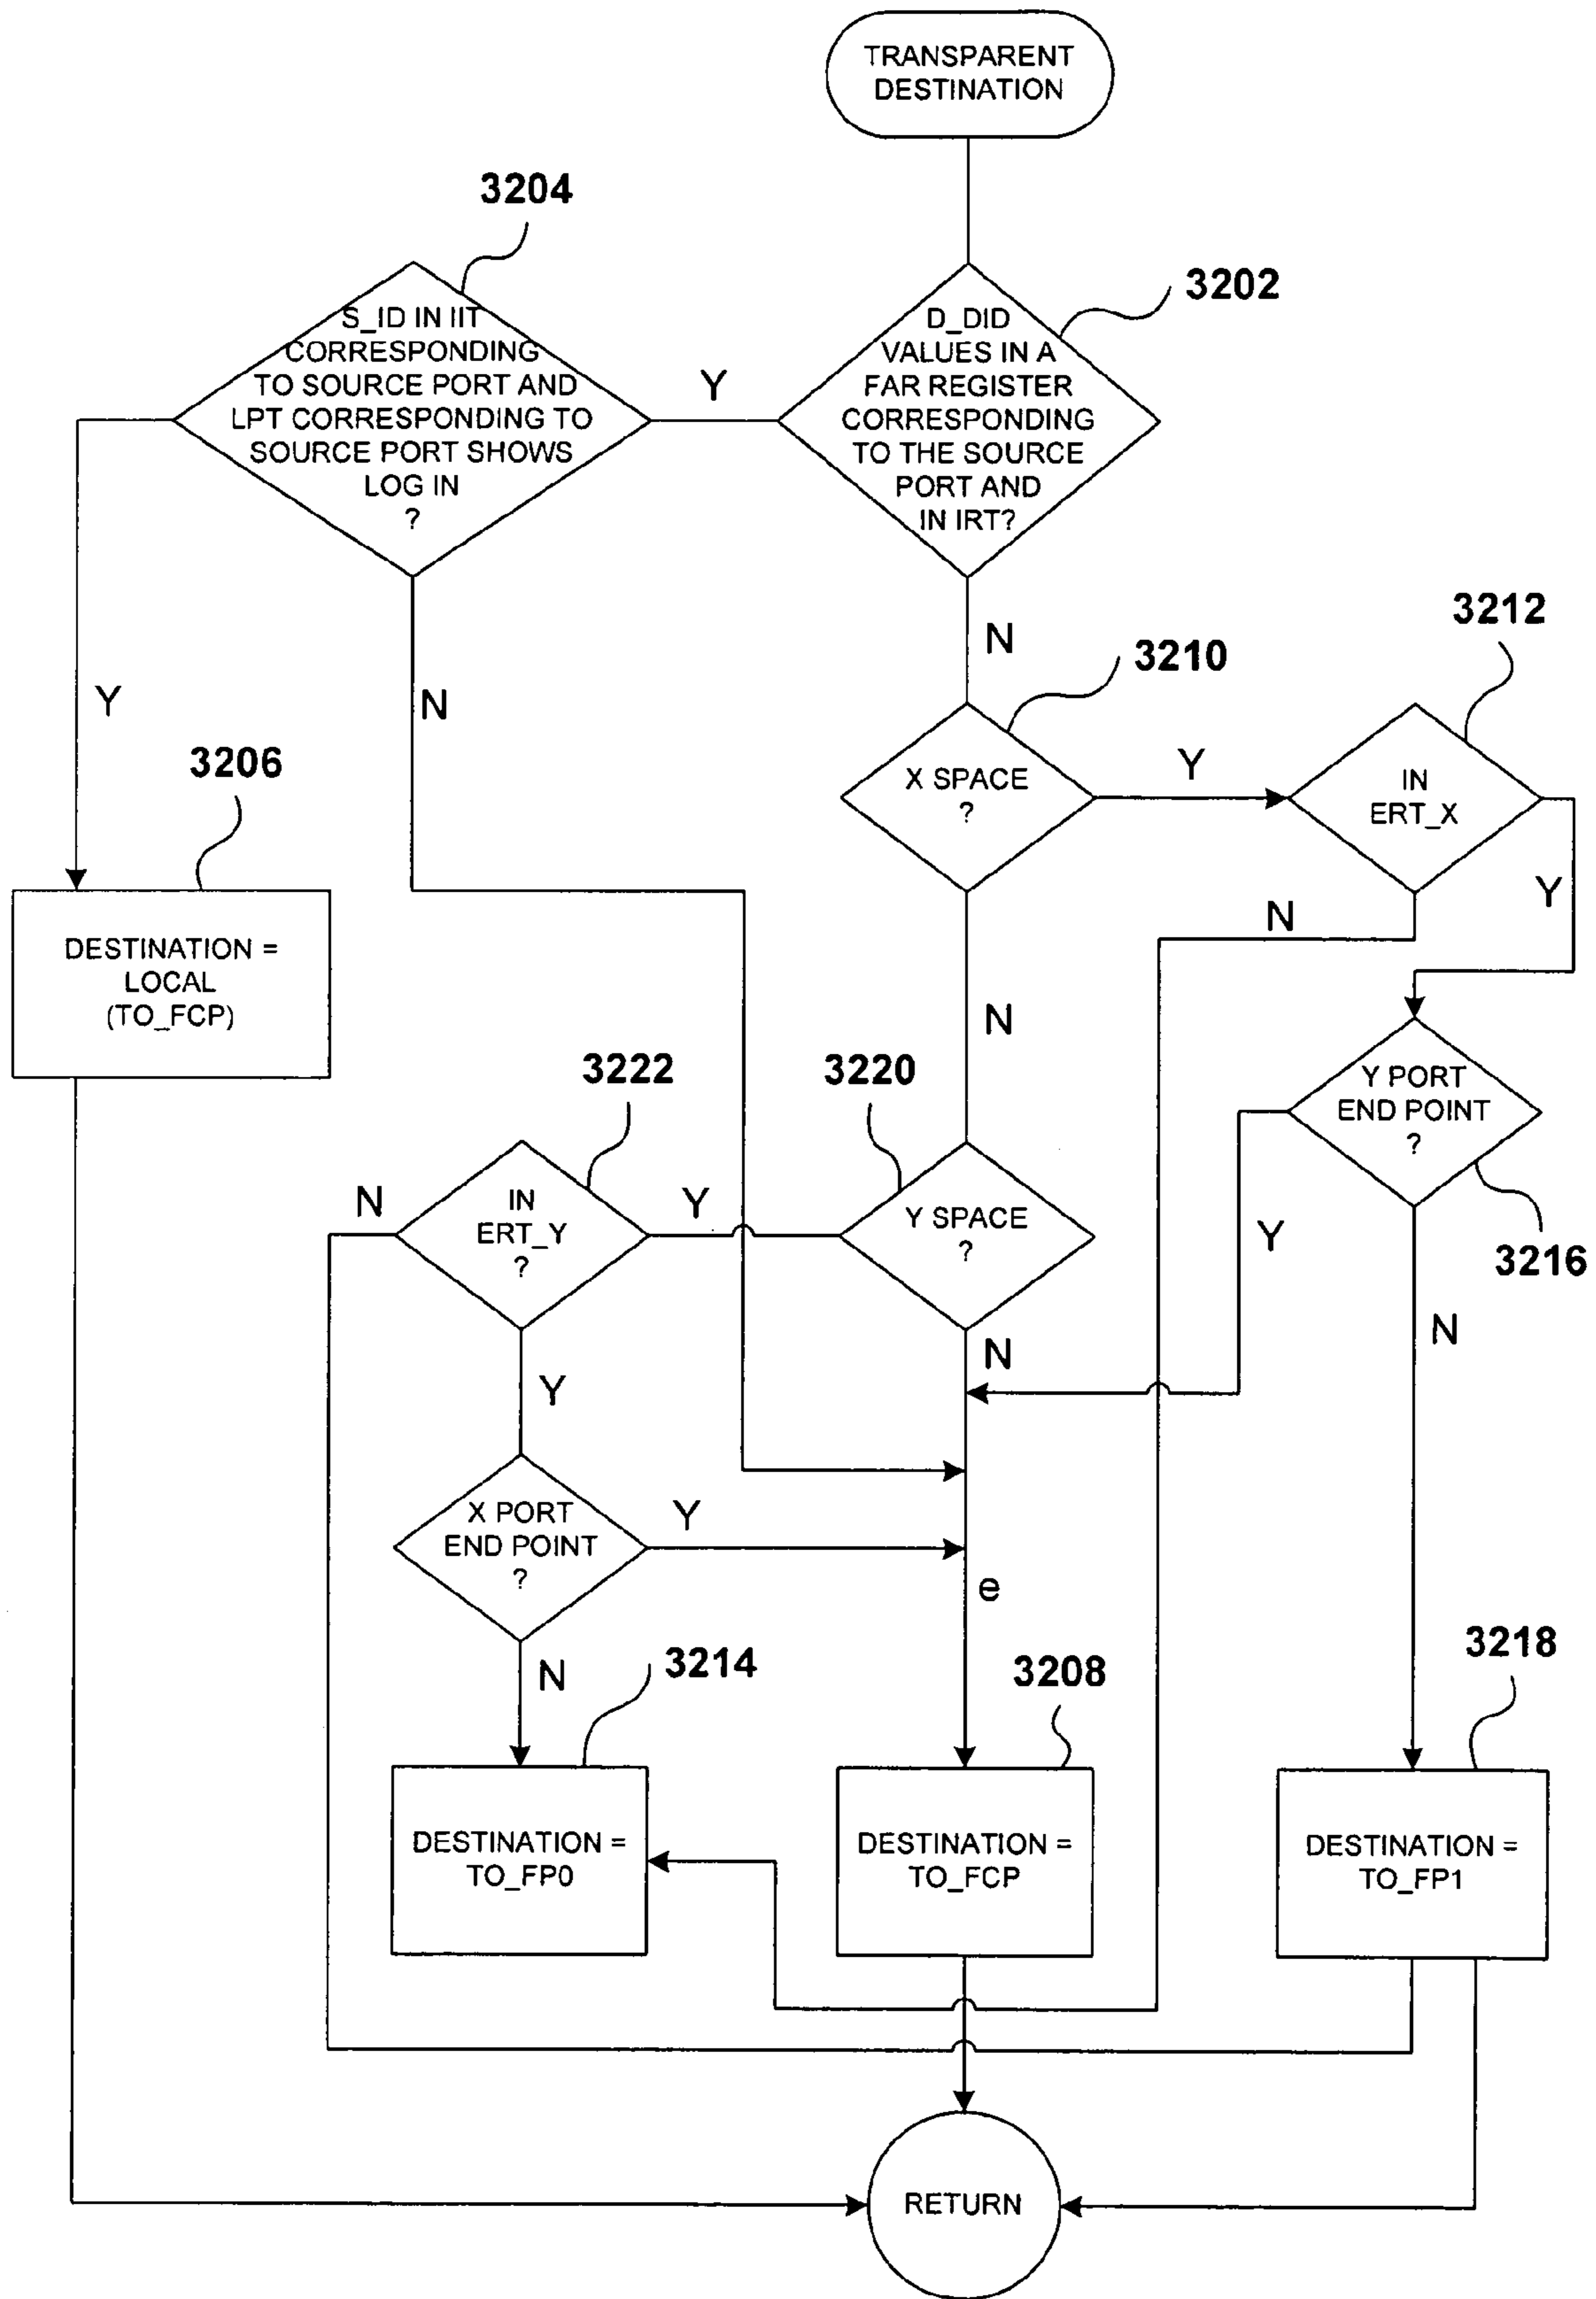 TRANSPARENT
DESTINATION
3204
3202
S_ID IN IIT
CORRESPONDING
TO SOURCE PORT AND
LPT CORRESPONDING TO
SOURCE PORT SHOWS
LOG IN
?
Y
D_DID
VALUES IN A
FAR REGISTER
CORRESPONDING
TO THE SOURCE
PORT AND
IN IRT?
N
3212
3210
Y
N
3206
X SPACE
?
Y
IN
ERT_X
Y
N
DESTINATION =
LOCAL
(TO_FCP)
N
3222
3220
Y PORT
END POINT
?
N
IN
ERT_Y
?
Y
Y SPACE
?
Y
3216
N
N
Y
X PORT
END POINT
?
Y
e
N
3214
3208
3218
DESTINATION =
TO_FP0
DESTINATION =
TO_FCP
DESTINATION =
TO_FP1
RETURN